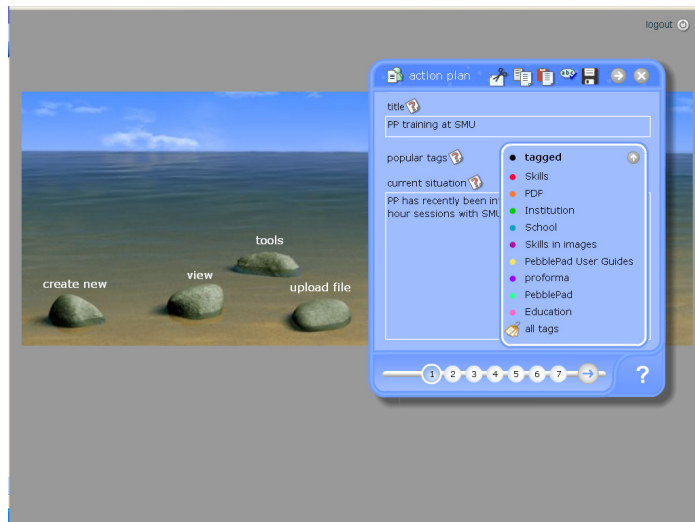 logout
action plan
abc
title
PP training at SMU
popular tags
current situation
PP has recently been in
hour sessions with SMU
tagged
Skills
PDP
Institution
School
Skills in images
PebblePad User Guides
proforma
PebblePad
Education
all tags
tools
create new
view
upload file
1 2 3 4 5 6 7
?